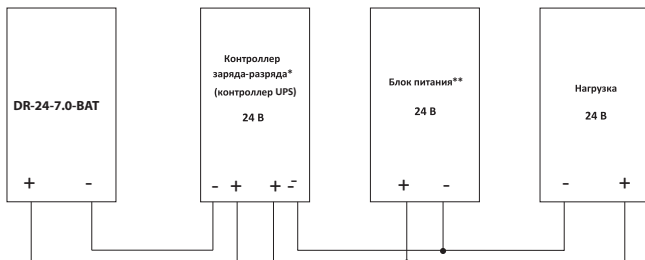 DR-24-7.0-BAT
+ -
Контроллер
заряда-разряда*
(контроллер UPS)
24 В
- + + - -
Блок питания**
24 В
+ -
Нагрузка
24 В
- +